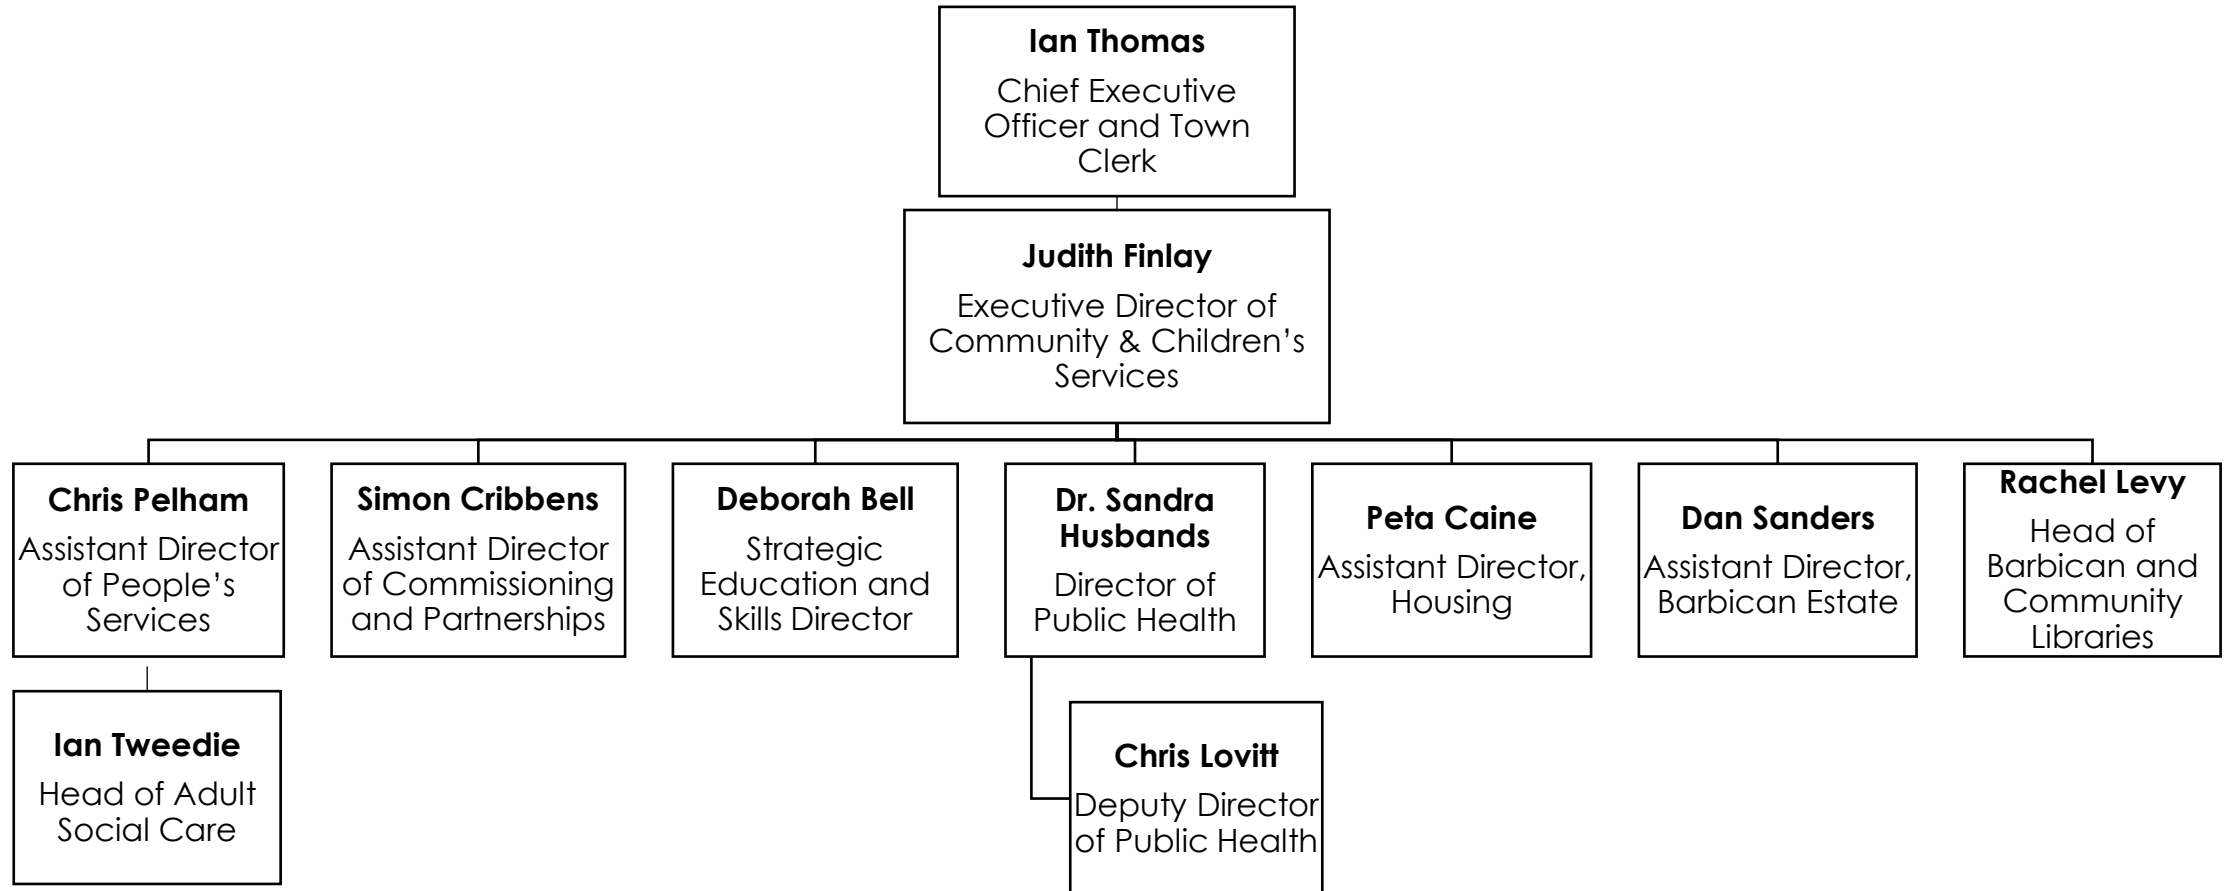 Ian Thomas
Chief Executive
Officer and Town
Clerk
Judith Finlay
Executive Director of
Community & Children’s
Services
Chris Pelham
Assistant Director
of People’s
Services
Simon Cribbens
Assistant Director
of Commissioning
and Partnerships
Deborah Bell
Strategic
Education and
Skills Director
Dr. Sandra
Husbands
Director of
Public Health
Peta Caine
Assistant Director,
Housing
Dan Sanders
Assistant Director,
Barbican Estate
Rachel Levy
Head of
Barbican and
Community
Libraries
Ian Tweedie
Head of Adult
Social Care
Chris Lovitt
Deputy Director
of Public Health